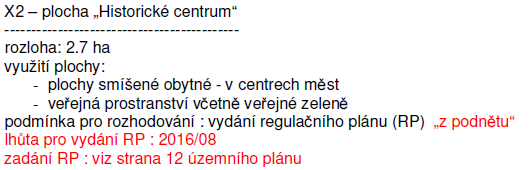 X2 – plocha „Historické centrum“
--------------------------------------------
rozloha: 2.7 ha
využití plochy:
- plochy smíšené obytné - v centrech měst
- veřejná prostranství včetně veřejné zeleně
podmínka pro rozhodování : vydání regulačního plánu (RP) „z podnětu“
lhůta pro vydání RP : 2016/08
zadání RP : viz strana 12 územního plánu